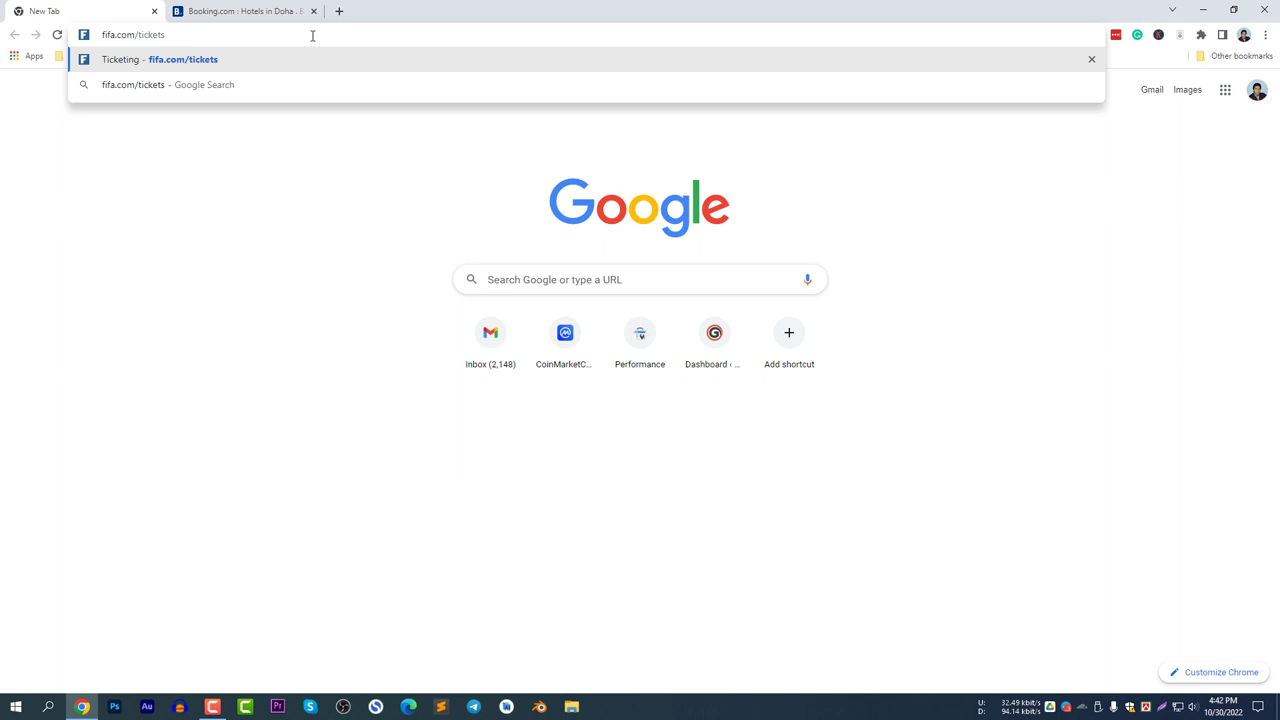 New Tab
Booking.com : Hotels in Doha . B
fifa.com/tickets
Apps
Other bookmarks
Ticketing - fifa.com/tickets
fifa.com/tickets - Google Search
Gmail
Images
Google
Search Google or type a URL
Inbox (2,148)
CoinMarketC...
Performance
Dashboard ‹ ...
Add shortcut
Customize Chrome
U: 32.49 kbit/s
D: 94.14 kbit/s
4:42 PM
10/30/2022